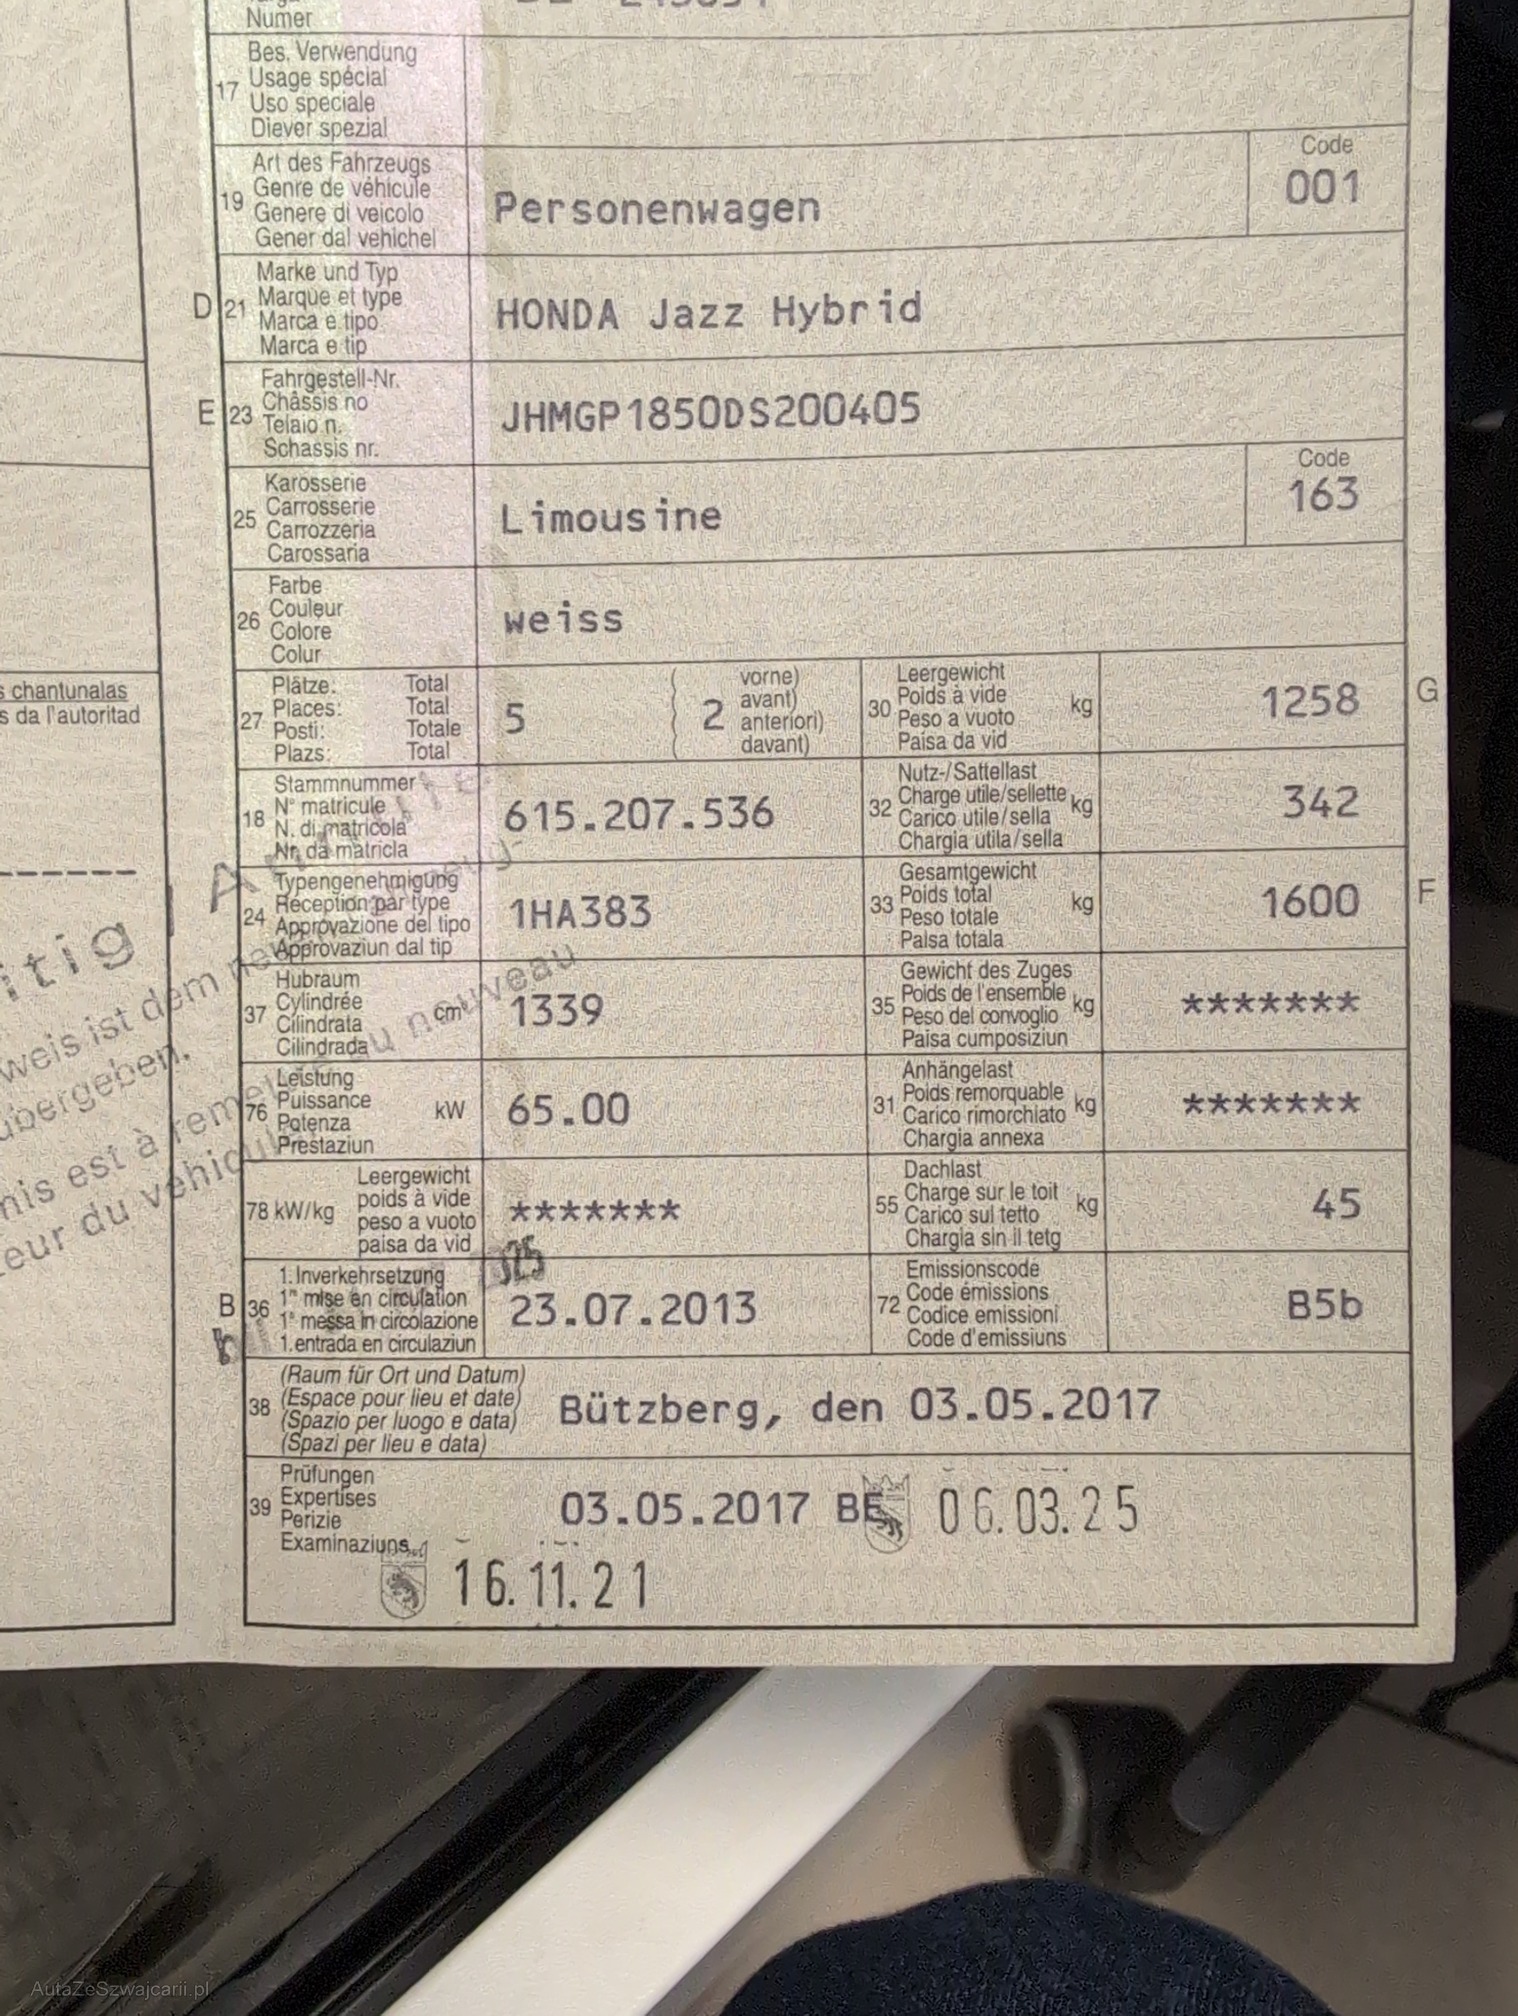 Numer
17
Bes. Verwendung
Usage spécial
Uso speciale
Diever spezial
19
Art des Fahrzeugs
Genre de véhicule
Genere di veicolo
Gener dal vehichel
Personenwagen
Code
001
D 21
Marke und Typ
Marque et type
Marca e tipo
Marca e tip
HONDA Jazz Hybrid
E 23
Fahrgestell-Nr.
Châssis no
Telaio n.
Schassis nr.
JHMGP1850DS200405
25
Karosserie
Carrosserie
Carrozzeria
Carossaria
Limousine
Code
163
26
Farbe
Couleur
Colore
Colur
weiss
27
Plätze: Total
Places: Total
Posti: Totale
Plazs: Total
5
2
vorne)
avant)
anteriori)
davant)
30
Leergewicht
Poids à vide
Peso a vuoto
Paisa da vid
kg
1258
G
18
Stammnummer
N° matricule
N. di matricola
Nr. da matricla
615.207.536
32
Nutz-/Sattellast
Charge utile/sellette
Carico utile/sella
Chargia utila/sella
kg
342
24
Typengenehmigung
Réception par type
Approvazione del tipo
Approvaziun dal tip
1HA383
33
Gesamtgewicht
Poids total
Peso totale
Paisa totala
kg
1600
F
37
Hubraum
Cylindrée
Cilindrata
Cilindrada
cm³
1339
35
Gewicht des Zuges
Poids de l'ensemble
Peso del convoglio
Paisa cumposiziun
kg
*******
76
Leistung
Puissance
Potenza
Prestaziun
kW
65.00
31
Anhängelast
Poids remorquable
Carico rimorchiato
Chargia annexa
kg
*******
78 kW/kg
Leergewicht
poids à vide
peso a vuoto
paisa da vid
*******
55
Dachlast
Charge sur le toit
Carico sul tetto
Chargia sin il tetg
kg
45
B 36
1. Inverkehrsetzung
1re mise en circulation
1a messa in circolazione
1. entrada en circulaziun
23.07.2013
72
Emissionscode
Code émissions
Codice emissioni
Code d'emissiuns
B5b
38
(Raum für Ort und Datum)
(Espace pour lieu et date)
(Spazio per luogo e data)
(Spazi per lieu e data)
Bützberg, den 03.05.2017
39
Prüfungen
Expertises
Perizie
Examinaziuns
03.05.2017 BE
06.03.25
16.11.21
s chantunalas
s da l'autoritad
itig
weis ist dem
übergeben.
mis est à remet
u nouveau
eur du véhicul
AutaZeSzwajcarii.pl